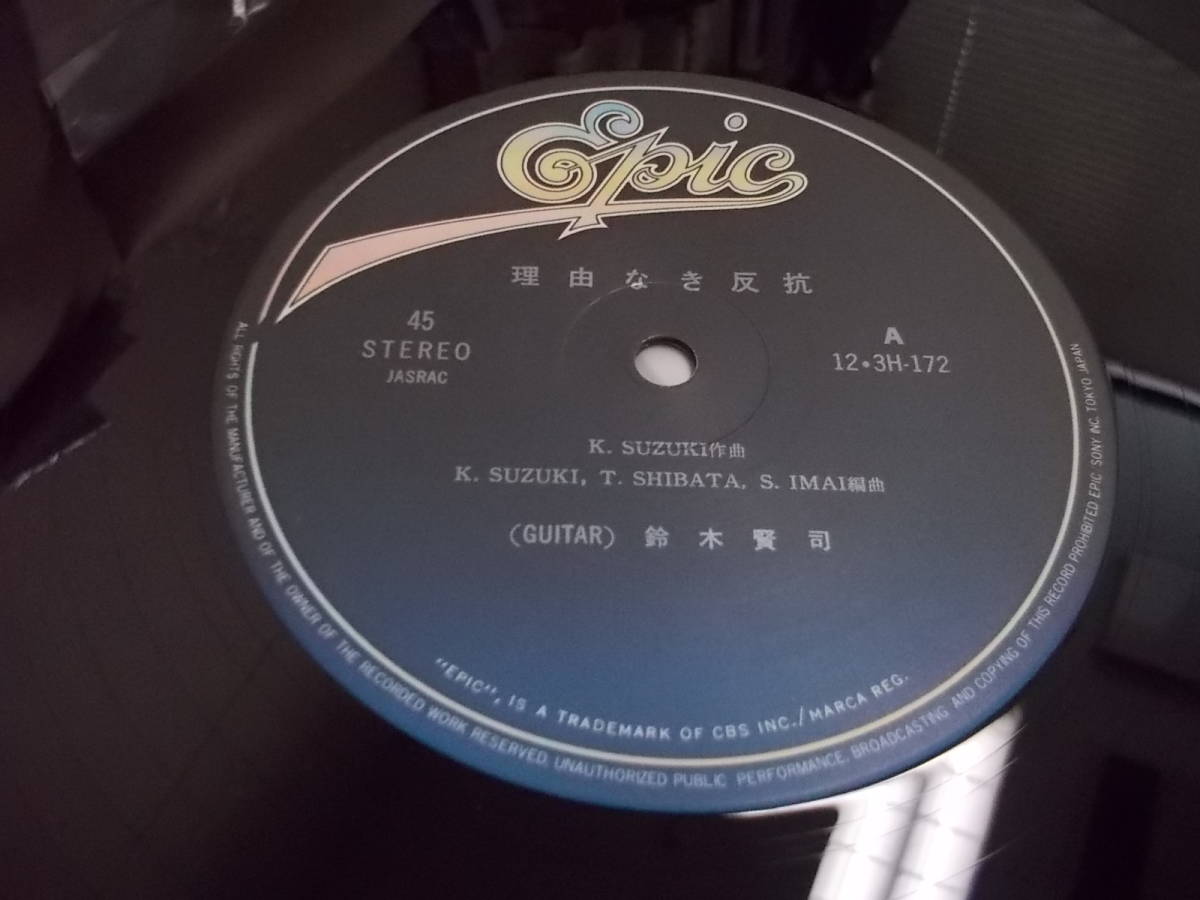 Epic
理由なき反抗
45
STEREO
JASRAC
A
12・3H-172
K. SUZUKI作曲
K. SUZUKI, T. SHIBATA, S. IMAI編曲
(GUITAR) 鈴木賢司
"EPIC", IS A TRADEMARK OF CBS INC./MARCA REG.
ALL RIGHTS OF THE MANUFACTURER AND OF THE OWNER OF THE RECORDED WORK RESERVED. UNAUTHORIZED PUBLIC PERFORMANCE, BROADCASTING AND COPYING OF THIS RECORD PROHIBITED EPIC SONY INC. TOKYO JAPAN